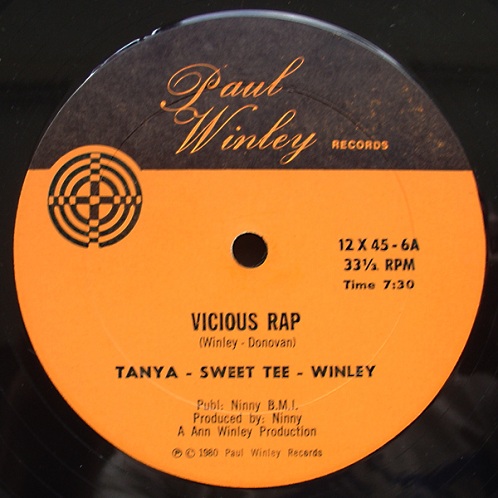 Paul
Winley RECORDS
12 X 45 - 6A
33⅓ RPM
Time 7:30
VICIOUS RAP
(Winley - Donovan)
TANYA - SWEET TEE - WINLEY
Publ: Ninny B.M.I.
Produced by: Ninny
A Ann Winley Production
℗ © 1980 Paul Winley Records